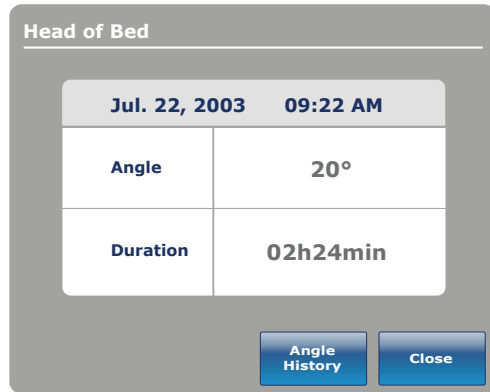 Head of Bed
Jul. 22, 2003 09:22 AM
Angle 20°
Duration 02h24min
Angle
History
Close